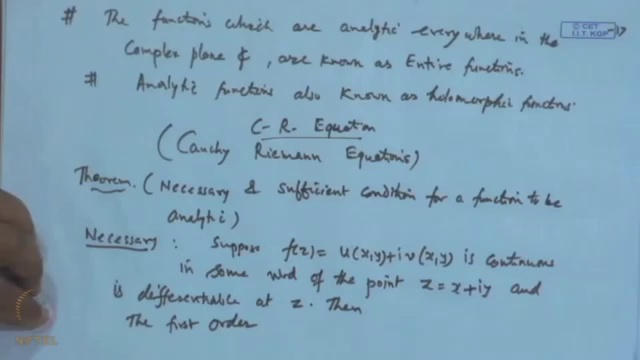 # The functions which are analytic everywhere in the
© CET
I.I.T. KGP
Complex plane ₵, are known as Entire functions.
# Analytic functions also known as holomorphic functions.
C-R. Equation
(Cauchy Riemann Equations)
Theorem. (Necessary & sufficient condition for a function to be
analytic)
Necessary : Suppose f(z) = u(x,y)+iv(x,y) is continuous
in some nbd of the point z = x+iy and
is differentiable at z. Then
The first order
NPTEL